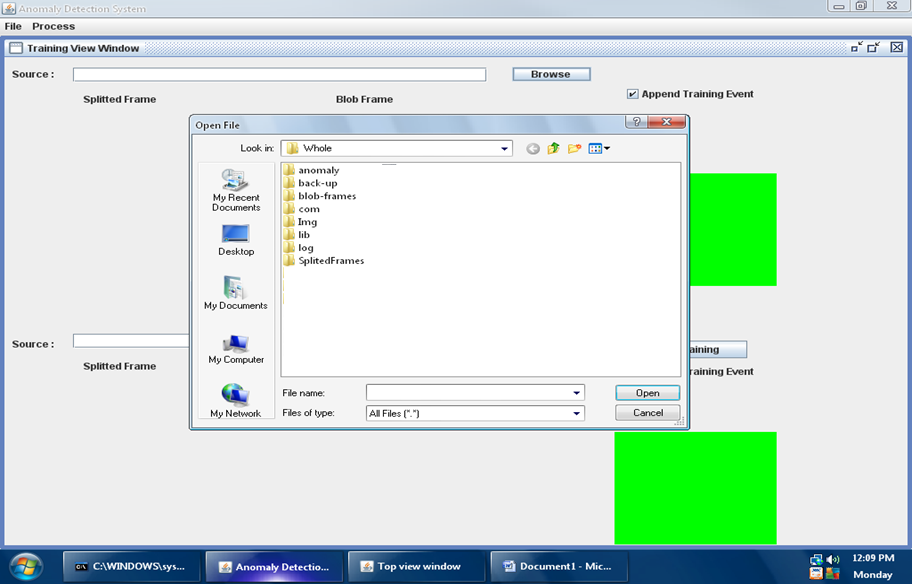 Anomaly Detection System
File Process
Training View Window
Source :
Browse
Splitted Frame
Blob Frame
Append Training Event
Open File
Look in:
Whole
anomaly
back-up
blob-frames
com
Img
lib
log
SplitedFrames
My Recent
Documents
Desktop
My Documents
My Computer
My Network
File name:
Open
Files of type:
All Files (".")
Cancel
Source :
aining
Splitted Frame
raining Event
C:\WINDOWS\sys...
Anomaly Detectio...
Top view window
Document1 - Mic...
12:09 PM
Monday